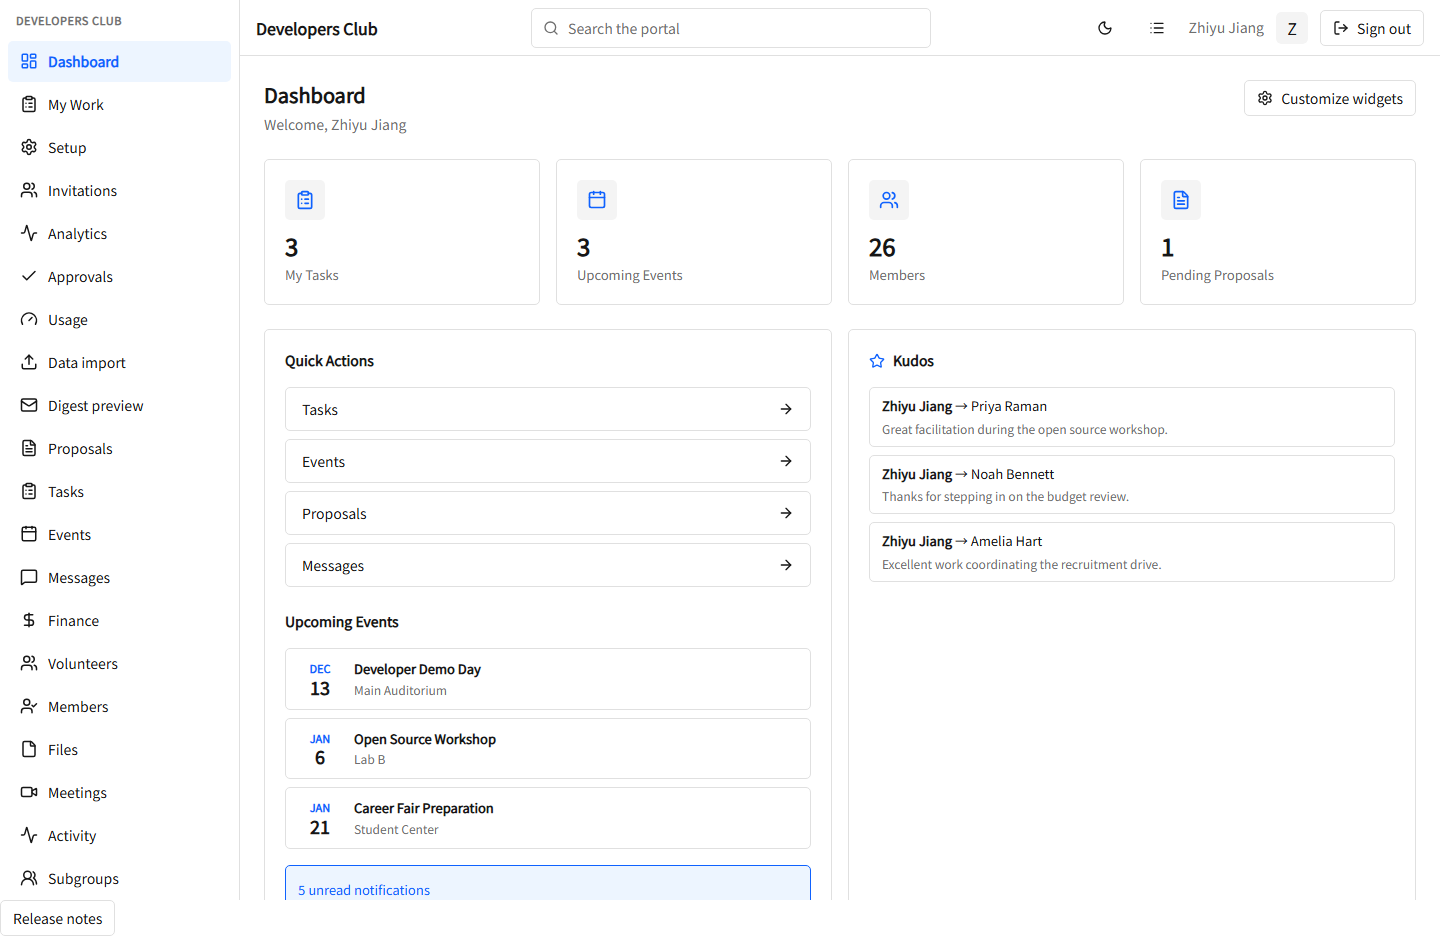 DEVELOPERS CLUB
Dashboard
My Work
Setup
Invitations
Analytics
Approvals
Usage
Data import
Digest preview
Proposals
Tasks
Events
Messages
Finance
Volunteers
Members
Files
Meetings
Activity
Subgroups
Release notes
Developers Club
Search the portal
Zhiyu Jiang
Z
Sign out
Dashboard
Welcome, Zhiyu Jiang
Customize widgets
3
My Tasks
3
Upcoming Events
26
Members
1
Pending Proposals
Quick Actions
Tasks
Events
Proposals
Messages
Upcoming Events
DEC
13
Developer Demo Day
Main Auditorium
JAN
6
Open Source Workshop
Lab B
JAN
21
Career Fair Preparation
Student Center
5 unread notifications
Kudos
Zhiyu Jiang → Priya Raman
Great facilitation during the open source workshop.
Zhiyu Jiang → Noah Bennett
Thanks for stepping in on the budget review.
Zhiyu Jiang → Amelia Hart
Excellent work coordinating the recruitment drive.